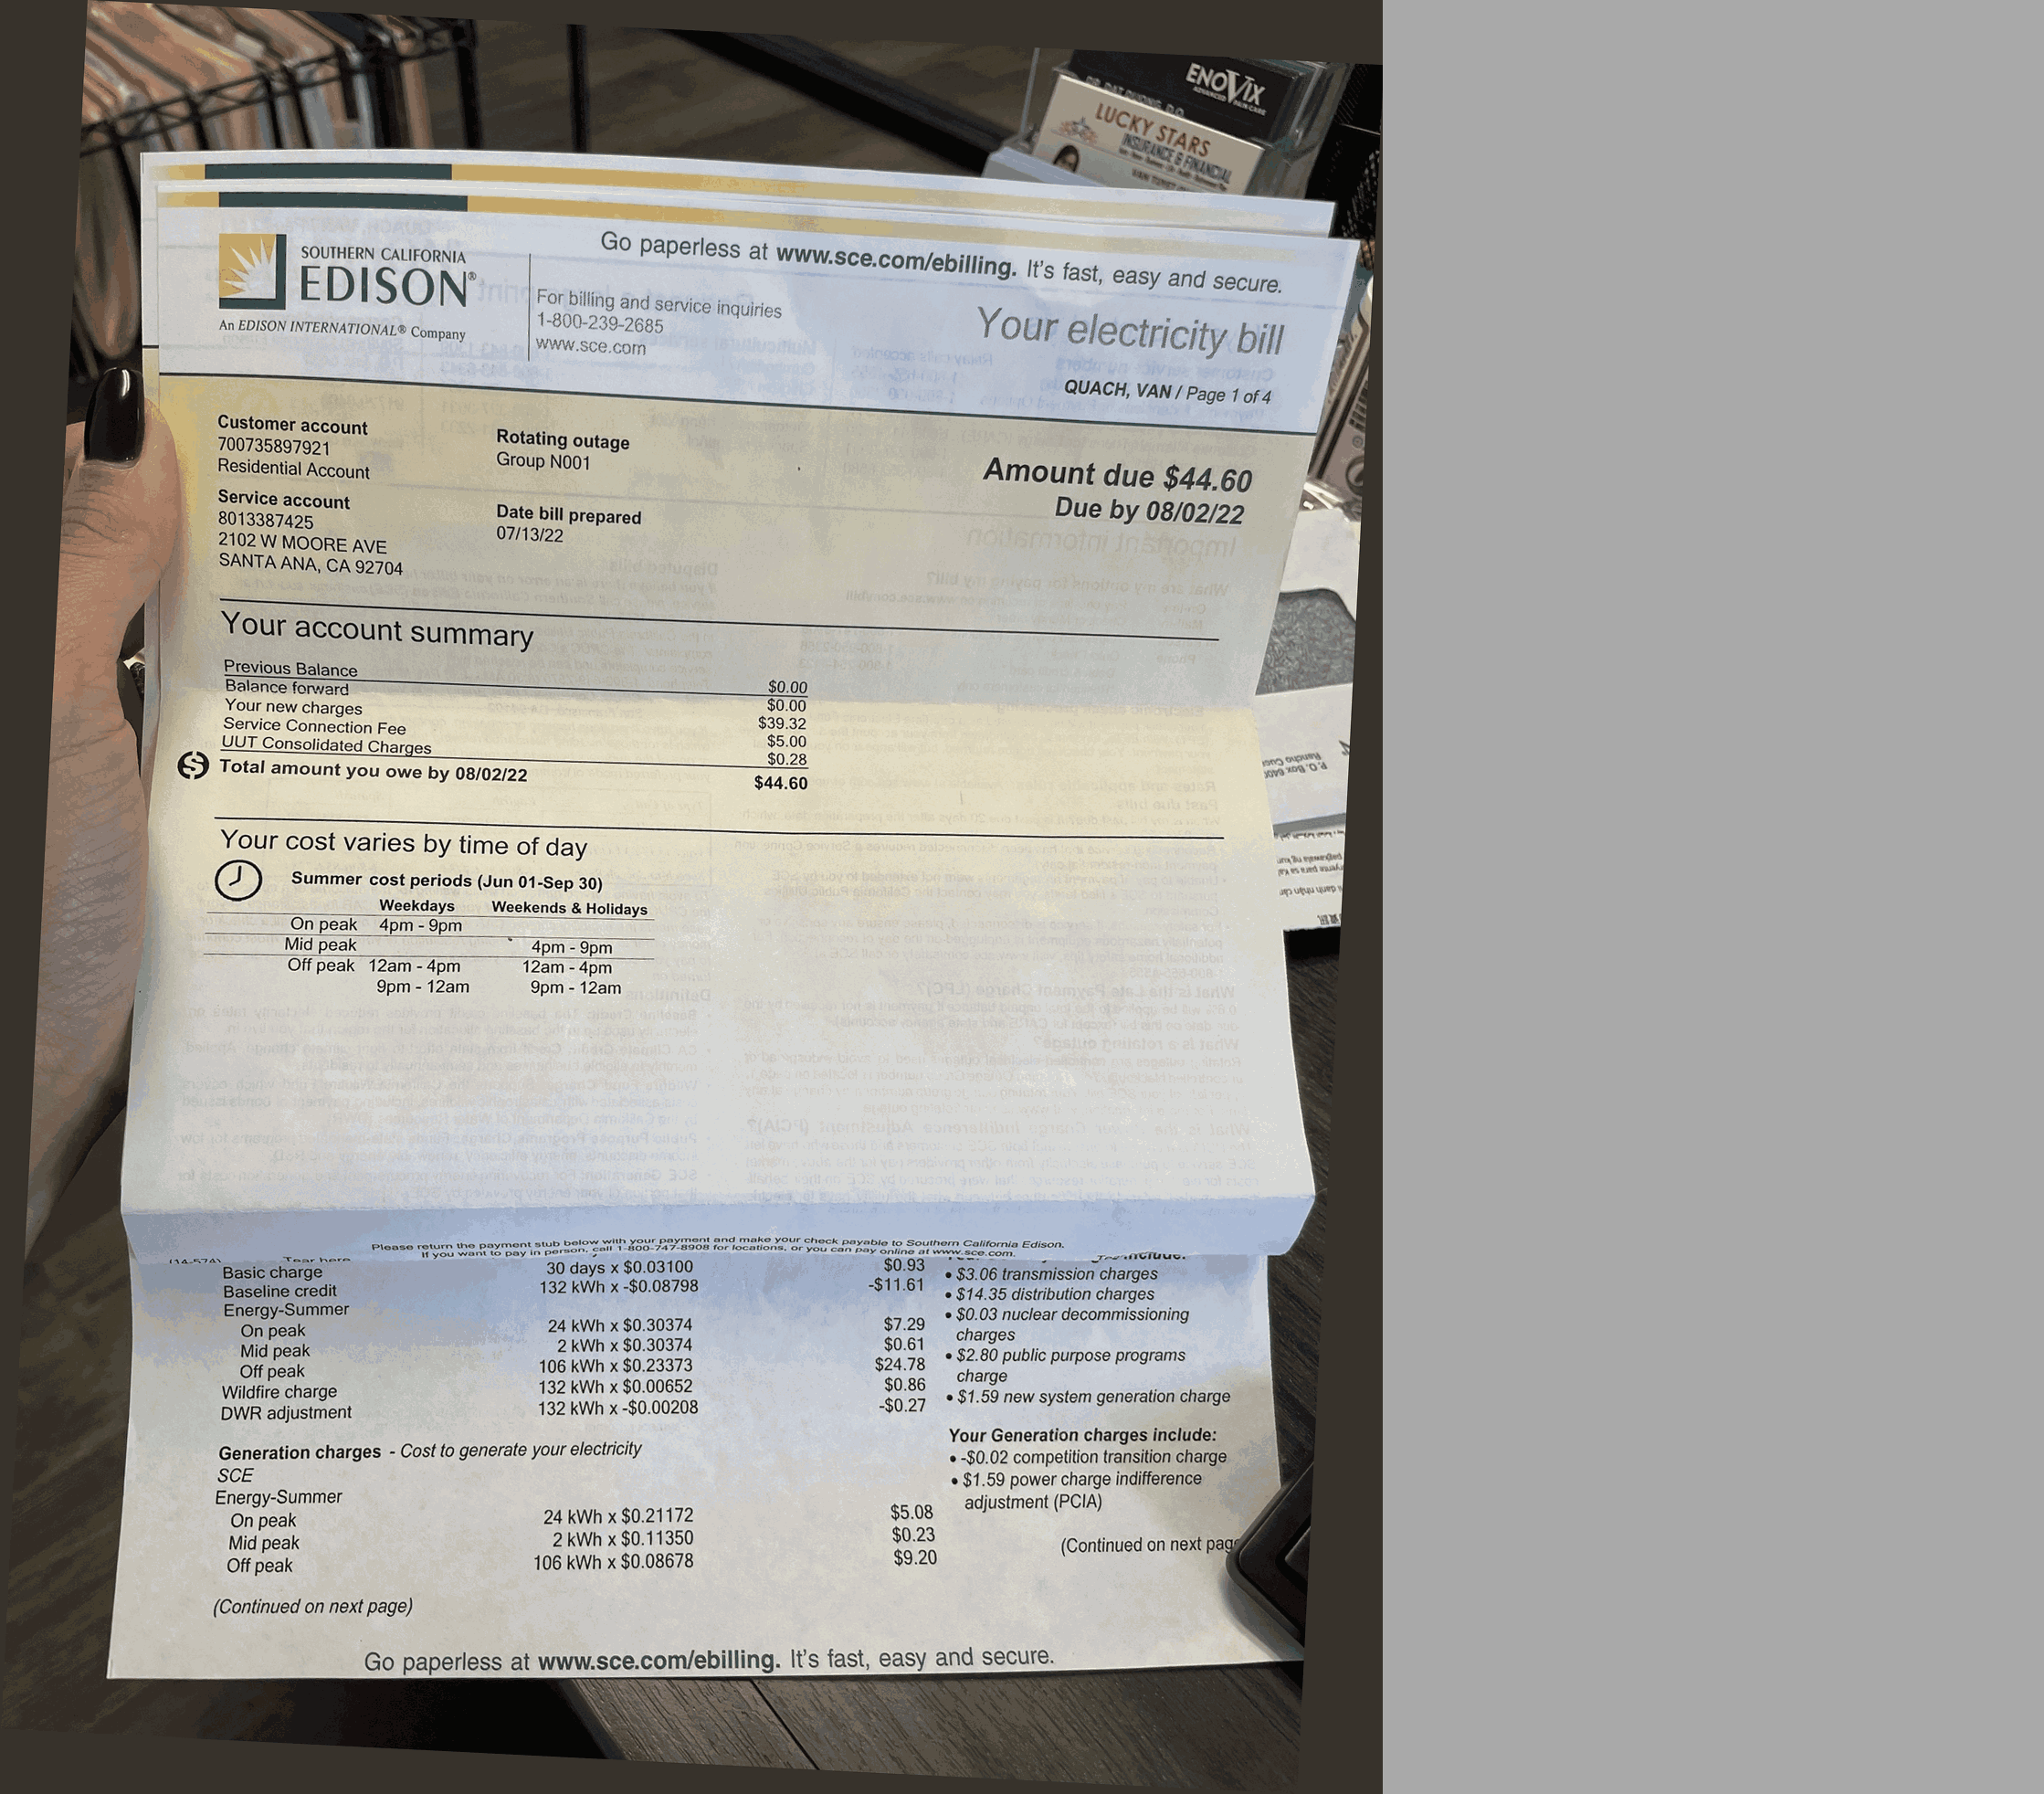 ENOVIX
ADVANCED PAIN CARE
LUCKY STARS
INSURANCE & FINANCIAL
Go paperless at www.sce.com/ebilling. It's fast, easy and secure.
SOUTHERN CALIFORNIA
EDISON®
An EDISON INTERNATIONAL® Company
For billing and service inquiries
1-800-239-2685
www.sce.com
Your electricity bill
QUACH, VAN / Page 1 of 4
Customer account
700735897921
Residential Account
Rotating outage
Group N001
Amount due $44.60
Due by 08/02/22
Service account
8013387425
2102 W MOORE AVE
SANTA ANA, CA 92704
Date bill prepared
07/13/22
Your account summary
Previous Balance $0.00
Balance forward $0.00
Your new charges $39.32
Service Connection Fee $5.00
UUT Consolidated Charges $0.28
Total amount you owe by 08/02/22 $44.60
Your cost varies by time of day
Summer cost periods (Jun 01-Sep 30)
Weekdays Weekends & Holidays
On peak 4pm - 9pm
Mid peak 4pm - 9pm
Off peak 12am - 4pm 12am - 4pm
9pm - 12am 9pm - 12am
Please return the payment stub below with your payment and make your check payable to Southern California Edison.
If you want to pay in person, call 1-800-747-8908 for locations, or you can pay online at www.sce.com.
(14-574) Tear here
Basic charge 30 days x $0.03100 $0.93
Baseline credit 132 kWh x -$0.08798 -$11.61
Energy-Summer
On peak 24 kWh x $0.30374 $7.29
Mid peak 2 kWh x $0.30374 $0.61
Off peak 106 kWh x $0.23373 $24.78
Wildfire charge 132 kWh x $0.00652 $0.86
DWR adjustment 132 kWh x -$0.00208 -$0.27
include:
• $3.06 transmission charges
• $14.35 distribution charges
• $0.03 nuclear decommissioning
charges
• $2.80 public purpose programs
charge
• $1.59 new system generation charge
Generation charges - Cost to generate your electricity
SCE
Energy-Summer
On peak 24 kWh x $0.21172 $5.08
Mid peak 2 kWh x $0.11350 $0.23
Off peak 106 kWh x $0.08678 $9.20
Your Generation charges include:
• -$0.02 competition transition charge
• $1.59 power charge indifference
adjustment (PCIA)
(Continued on next page
(Continued on next page)
Go paperless at www.sce.com/ebilling. It's fast, easy and secure.